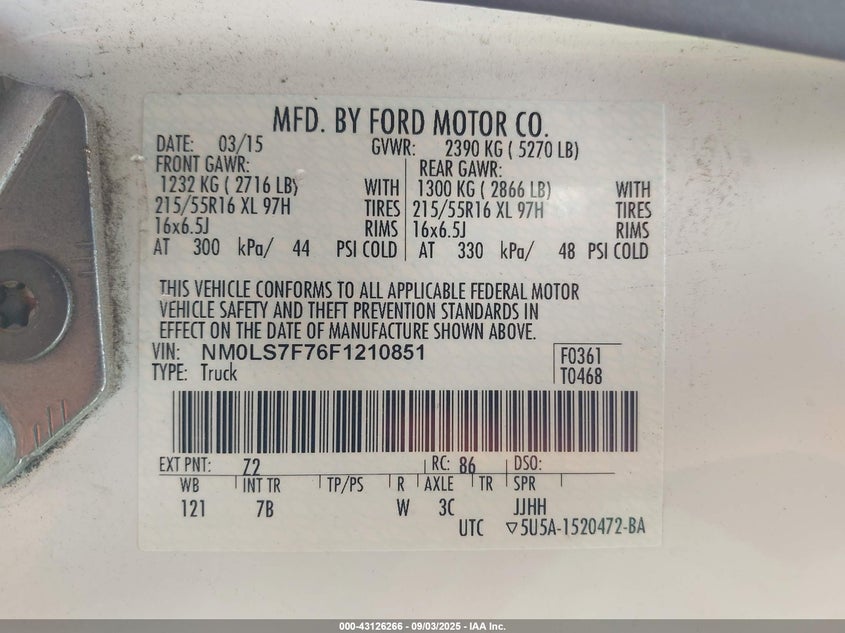 MFD. BY FORD MOTOR CO.
DATE: 03/15 GVWR: 2390 KG ( 5270 LB)
FRONT GAWR: REAR GAWR:
1232 KG ( 2716 LB) WITH 1300 KG ( 2866 LB) WITH
215/55R16 XL 97H TIRES 215/55R16 XL 97H TIRES
16x6.5J RIMS 16x6.5J RIMS
AT 300 kPa/ 44 PSI COLD AT 330 kPa/ 48 PSI COLD
THIS VEHICLE CONFORMS TO ALL APPLICABLE FEDERAL MOTOR
VEHICLE SAFETY AND THEFT PREVENTION STANDARDS IN
EFFECT ON THE DATE OF MANUFACTURE SHOWN ABOVE.
VIN: NM0LS7F76F1210851 F0361
TYPE: Truck T0468
EXT PNT: Z2 RC: 86 DSO:
WB INT TR TP/PS R AXLE TR SPR
121 7B W 3C JJHH
UTC ▽5U5A-1520472-BA
000-43126266 - 09/03/2025 - IAA Inc.